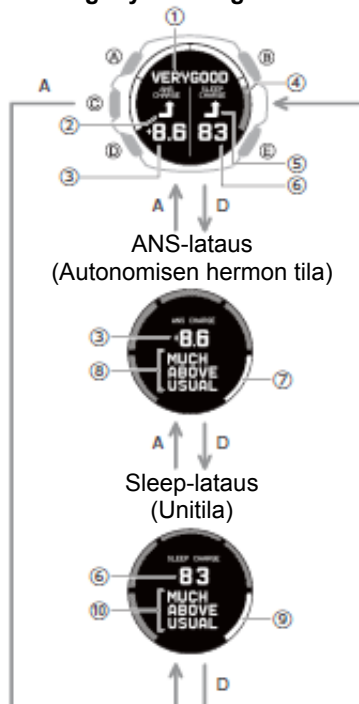 ①
Ⓐ
Ⓑ
A
VERYGOOD
④
ANS CHARGE
SLEEP CHARGE
Ⓒ
②
+8.6
83
Ⓓ
Ⓔ
⑤
③
⑥
A
D
ANS-lataus
(Autonomisen hermon tila)
ANS CHARGE
③
+8.6
⑧
MUCH
ABOVE
USUAL
⑦
A
D
Sleep-lataus
(Unitila)
SLEEP CHARGE
⑥
83
⑩
MUCH
ABOVE
USUAL
⑨
D